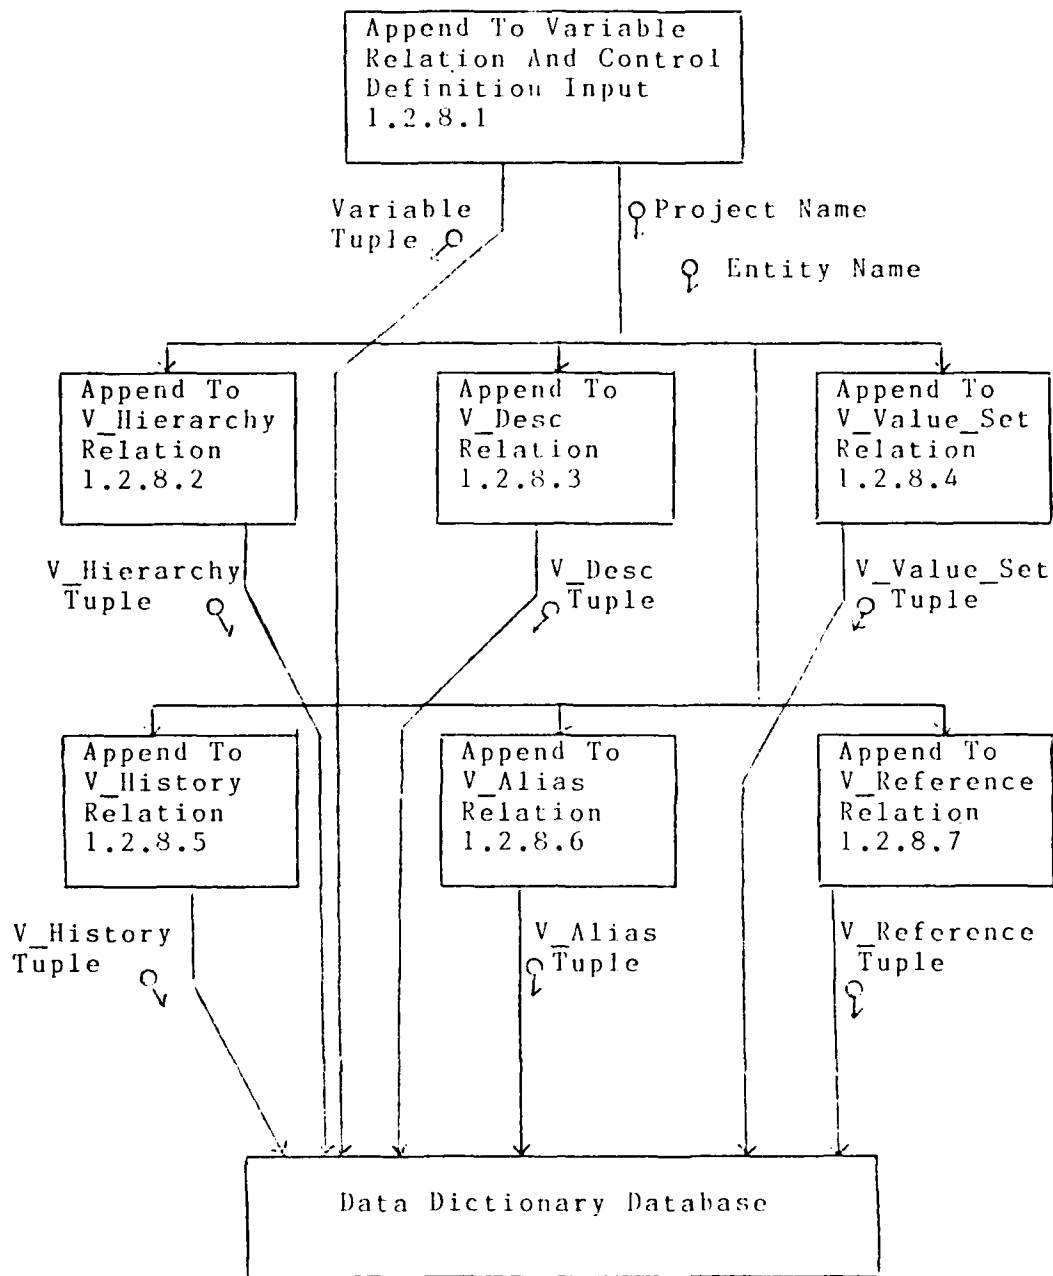 Append To Variable
Relation And Control
Definition Input
1.2.8.1
Variable
Tuple
Project Name
Entity Name
Append To
V_Hierarchy
Relation
1.2.8.2
Append To
V_Desc
Relation
1.2.8.3
Append To
V_Value_Set
Relation
1.2.8.4
V_Hierarchy
Tuple
V_Desc
Tuple
V_Value_Set
Tuple
Append To
V_History
Relation
1.2.8.5
Append To
V_Alias
Relation
1.2.8.6
Append To
V_Reference
Relation
1.2.8.7
V_History
Tuple
V_Alias
Tuple
V_Reference
Tuple
Data Dictionary Database